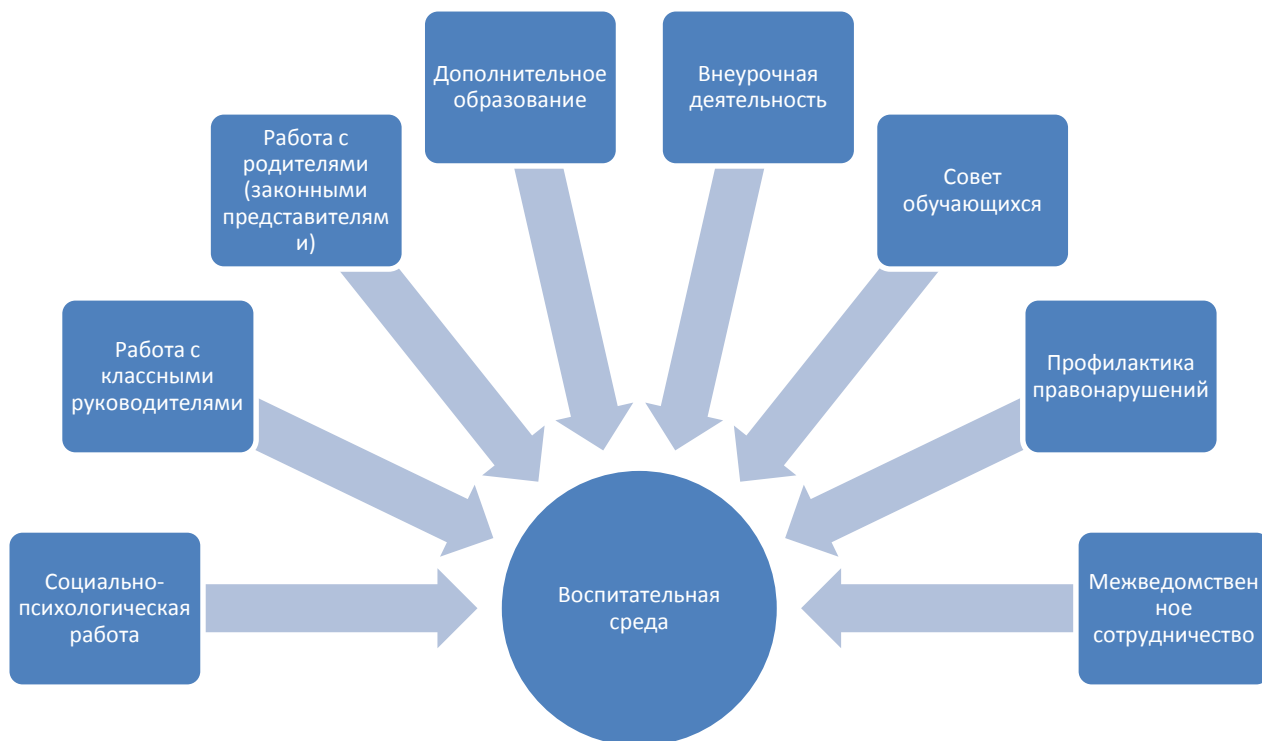 Дополнительное
образование
Внеурочная
деятельность
Работа с
родителями
(законными
представителям
и)
Совет
обучающихся
Работа с
классными
руководителями
Профилактика
правонарушений
Социально-
психологическая
работа
Воспитательная
среда
Межведомствен
ное
сотрудничество